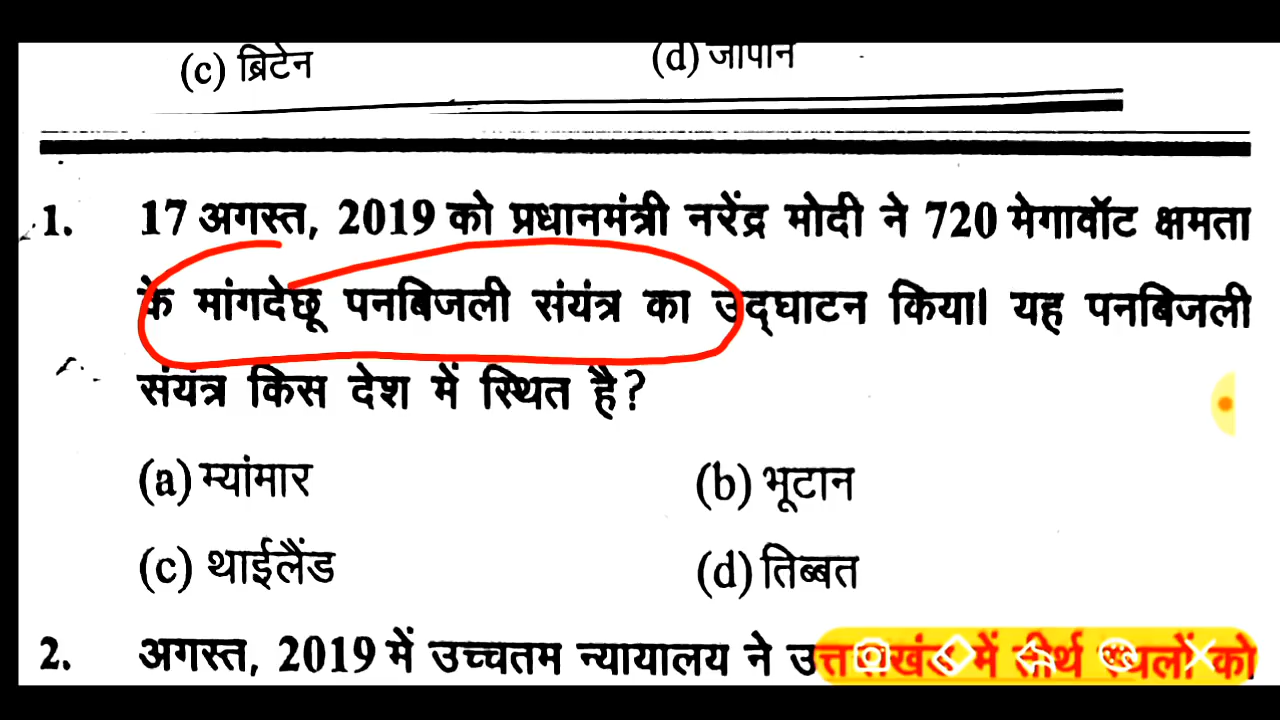 (c) ब्रिटेन (d) जापान
1. 17 अगस्त, 2019 को प्रधानमंत्री नरेंद्र मोदी ने 720 मेगावॉट क्षमता
के मांगदेछू पनबिजली संयंत्र का उद्घाटन किया। यह पनबिजली
संयंत्र किस देश में स्थित है?
(a) म्यांमार (b) भूटान
(c) थाईलैंड (d) तिब्बत
2. अगस्त, 2019 में उच्चतम न्यायालय ने उत्तराखंड में तीर्थ स्थलों को